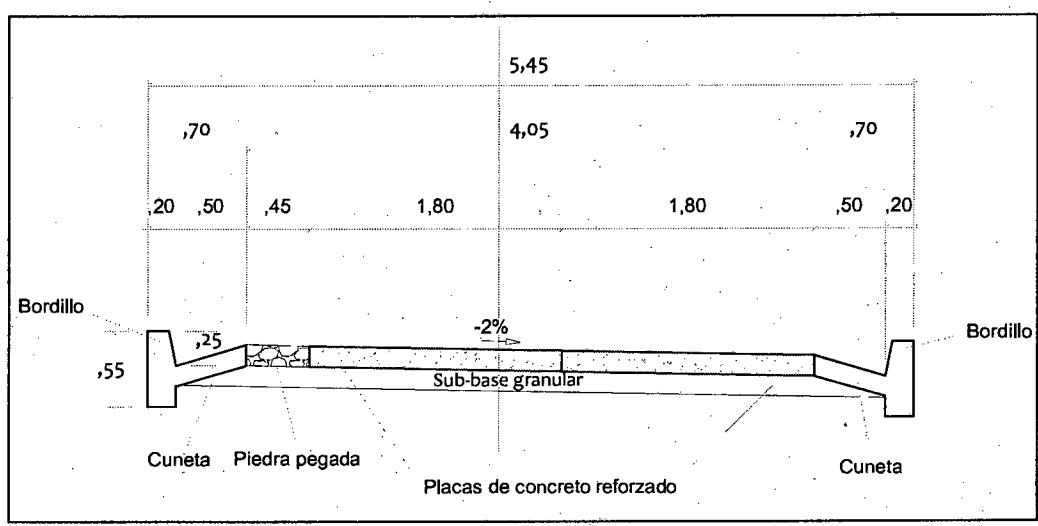 5,45
,70 4,05 ,70
,20 ,50 ,45 1,80 1,80 ,50 ,20
Bordillo
-2%
Bordillo
,25
,55
Sub-base granular
Cuneta Piedra pegada Cuneta
Placas de concreto reforzado